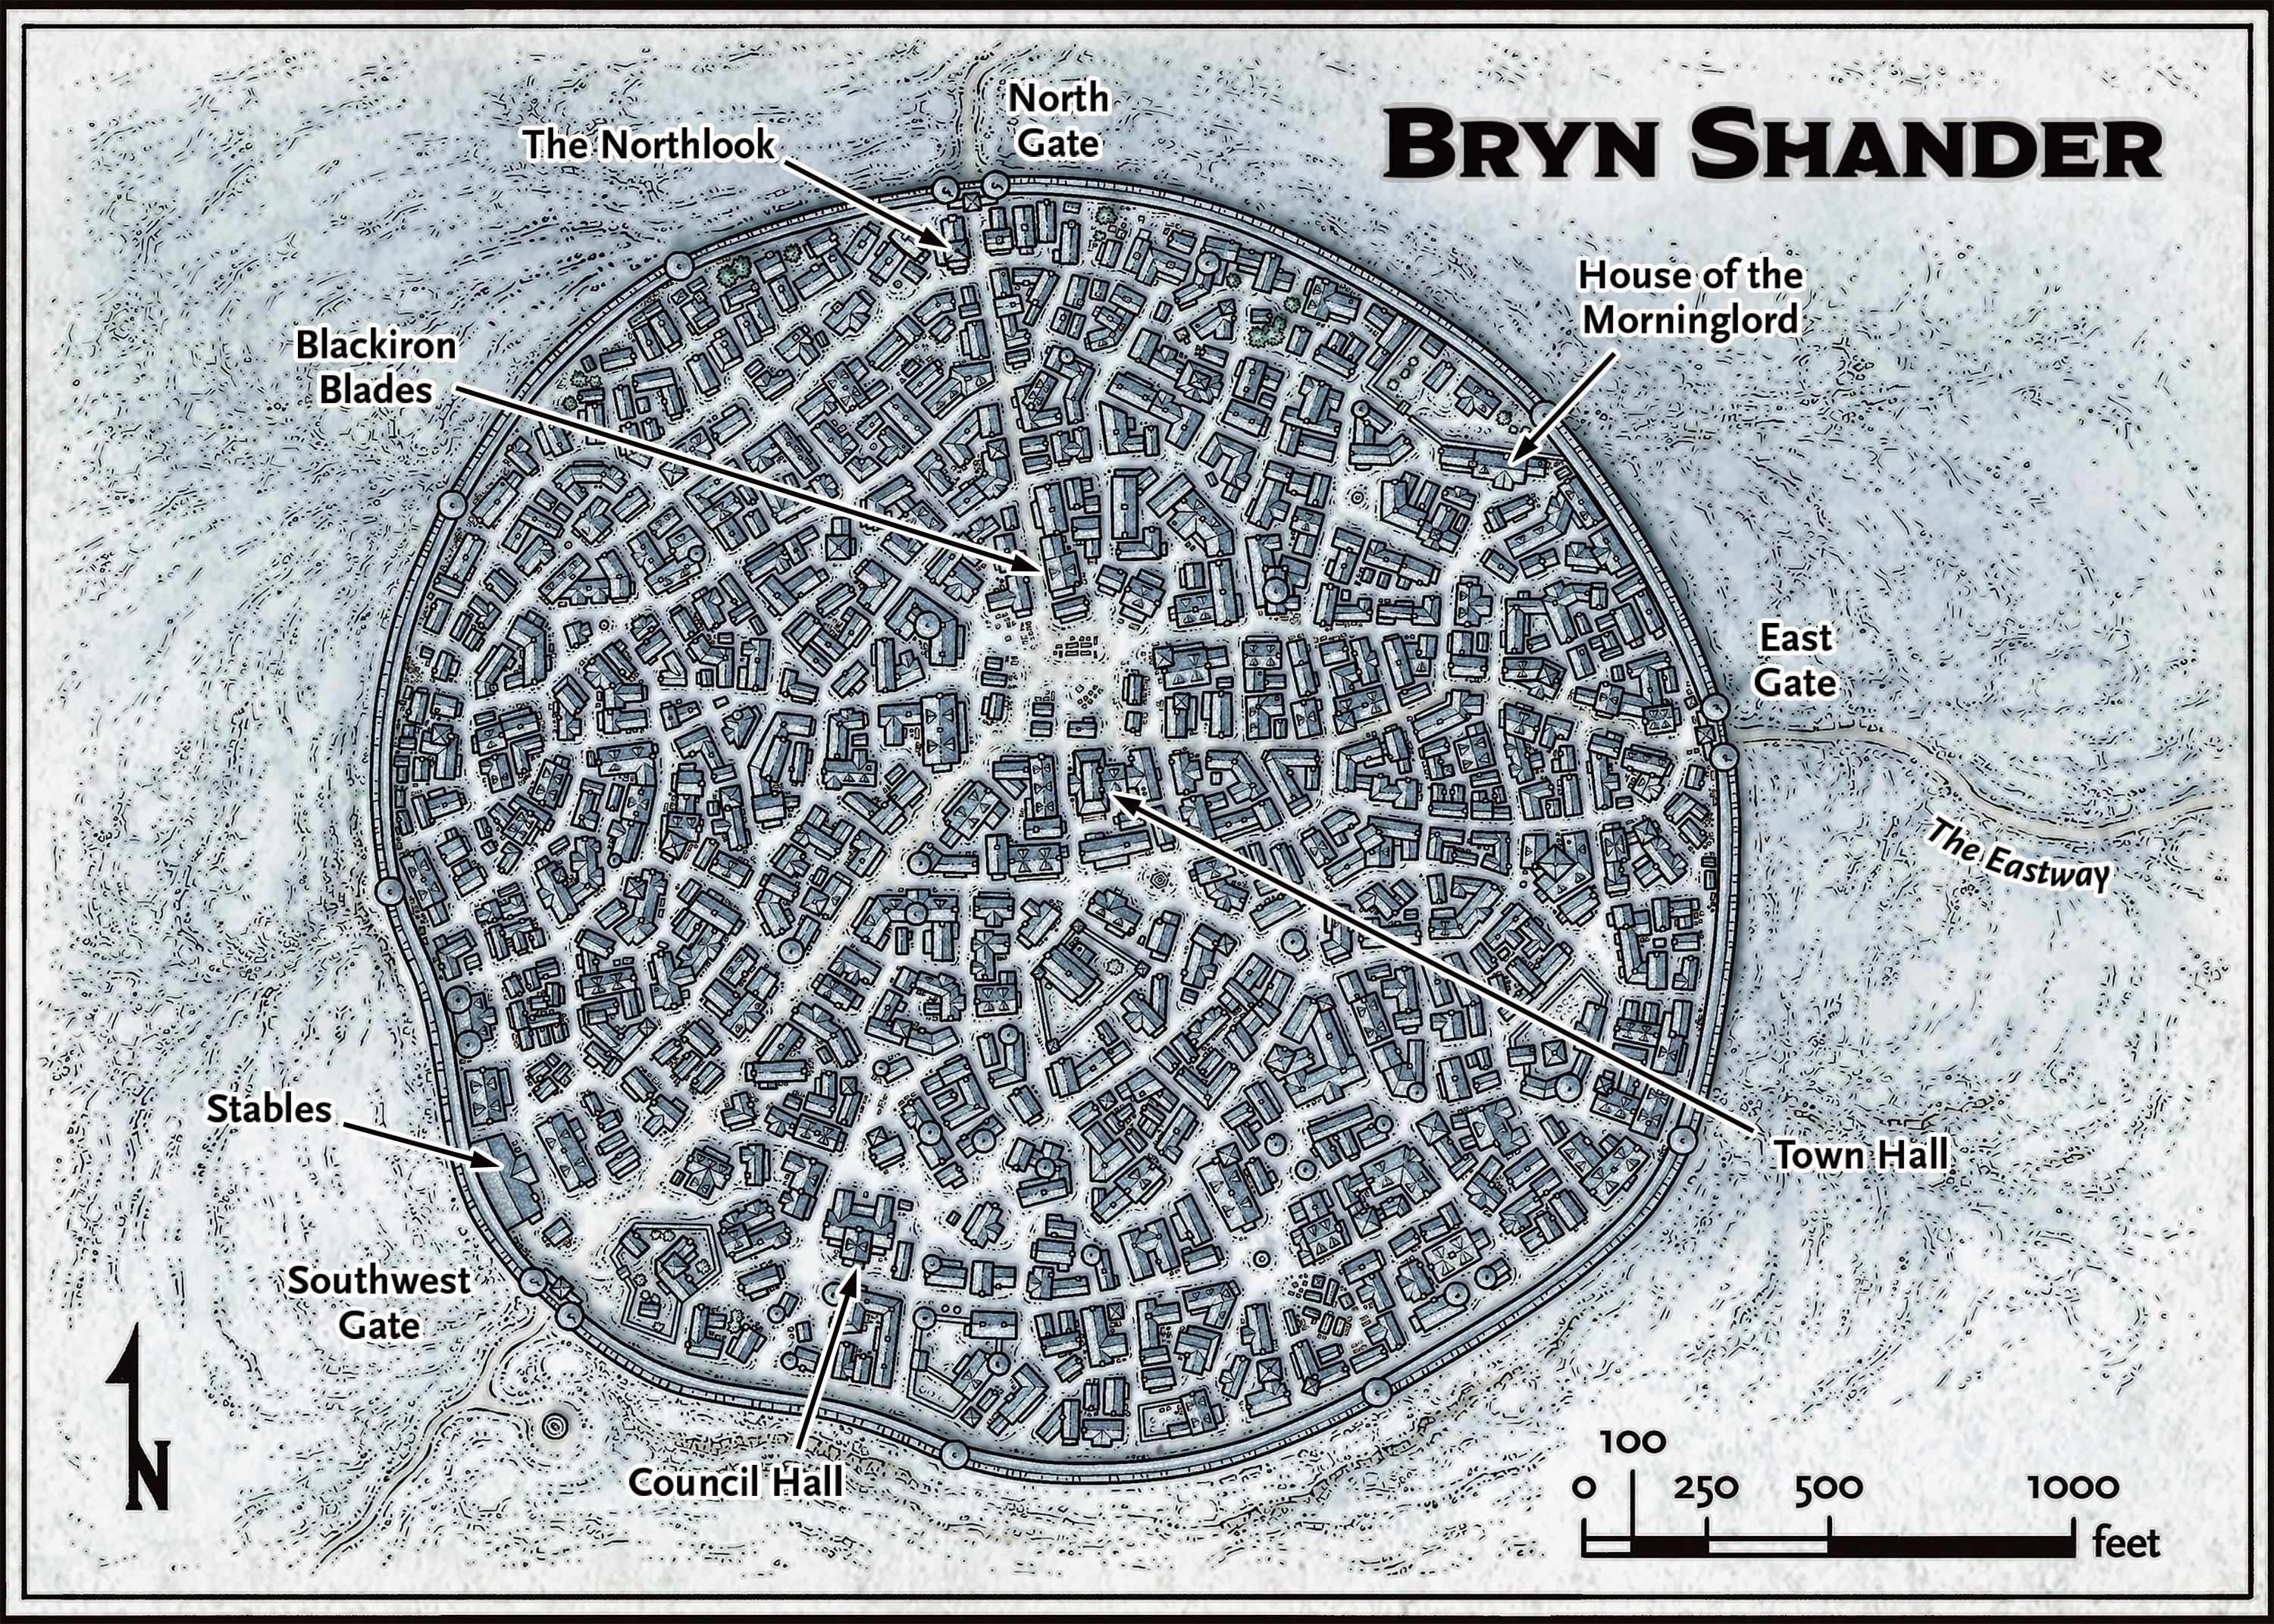 BRYN SHANDER
North
Gate
The Northlook
House of the
Morninglord
Blackiron
Blades
East
Gate
The Eastway
Stables
Town Hall
Southwest
Gate
Council Hall
N
100
0 250 500 1000
feet